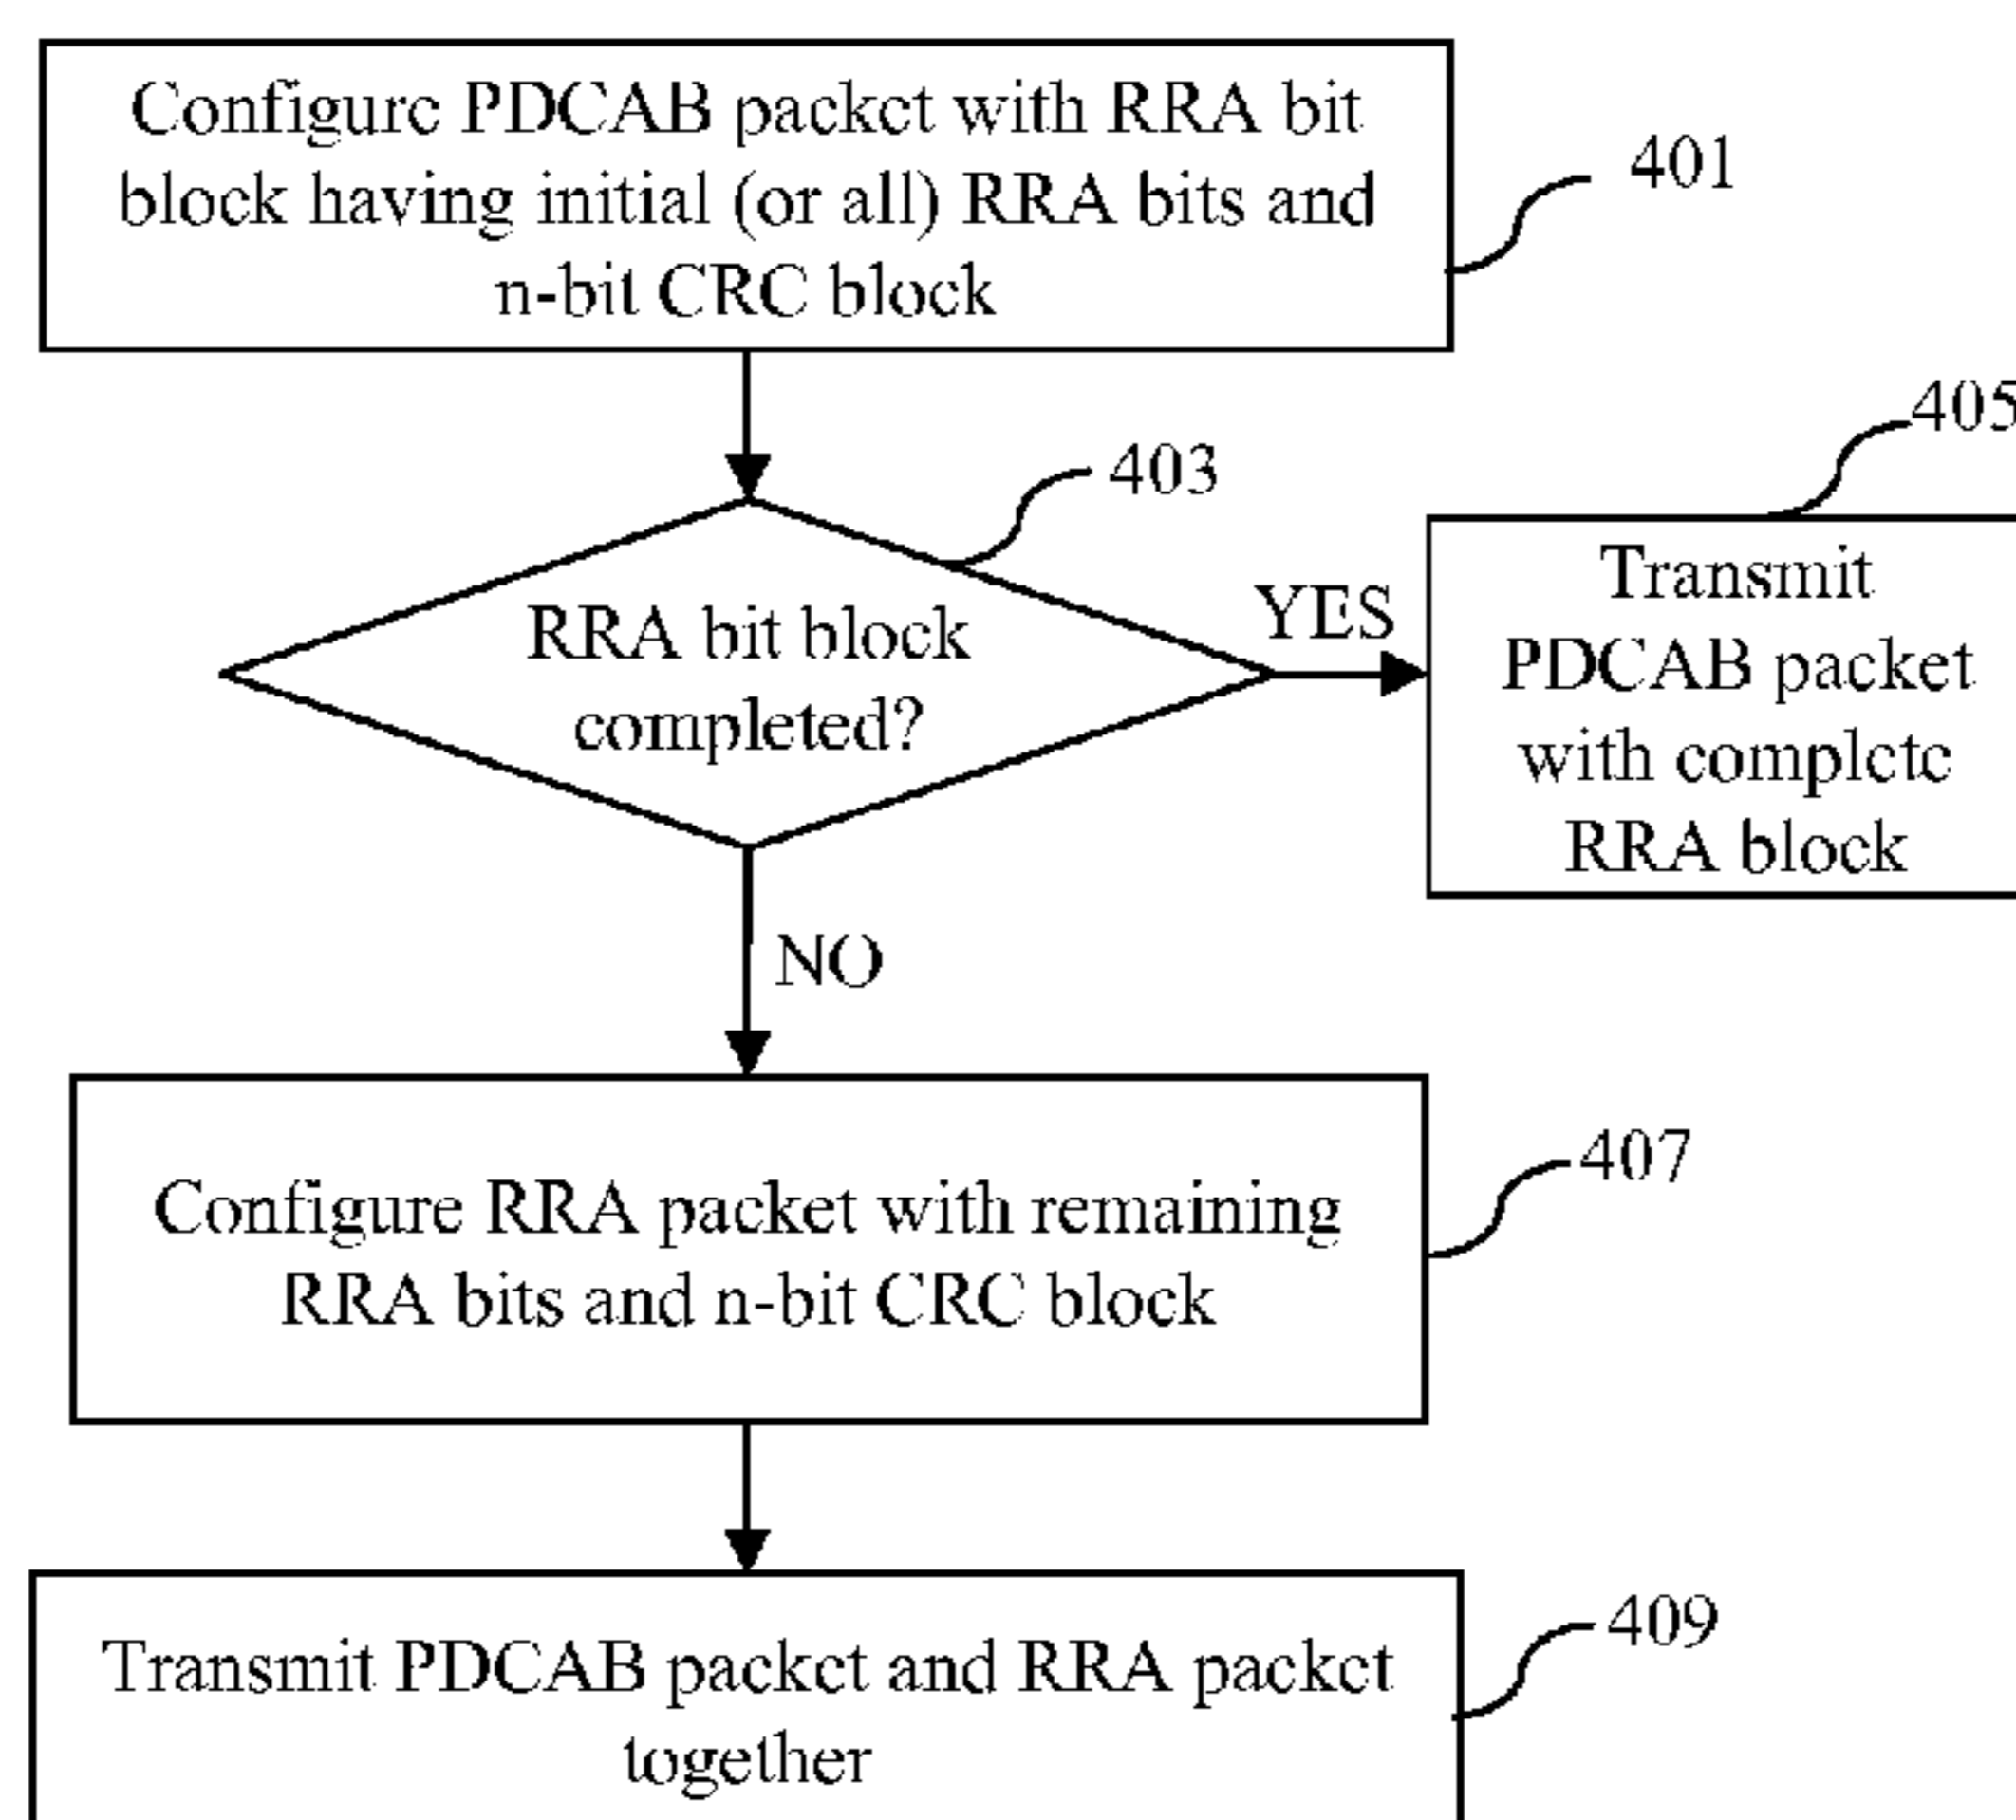 Configure PDCAB packet with RRA bit
block having initial (or all) RRA bits and
n-bit CRC block
401
405
403
RRA bit block
completed?
YES
Transmit
PDCAB packet
with complete
RRA block
NO
407
Configure RRA packet with remaining
RRA bits and n-bit CRC block
409
Transmit PDCAB packet and RRA packet
together